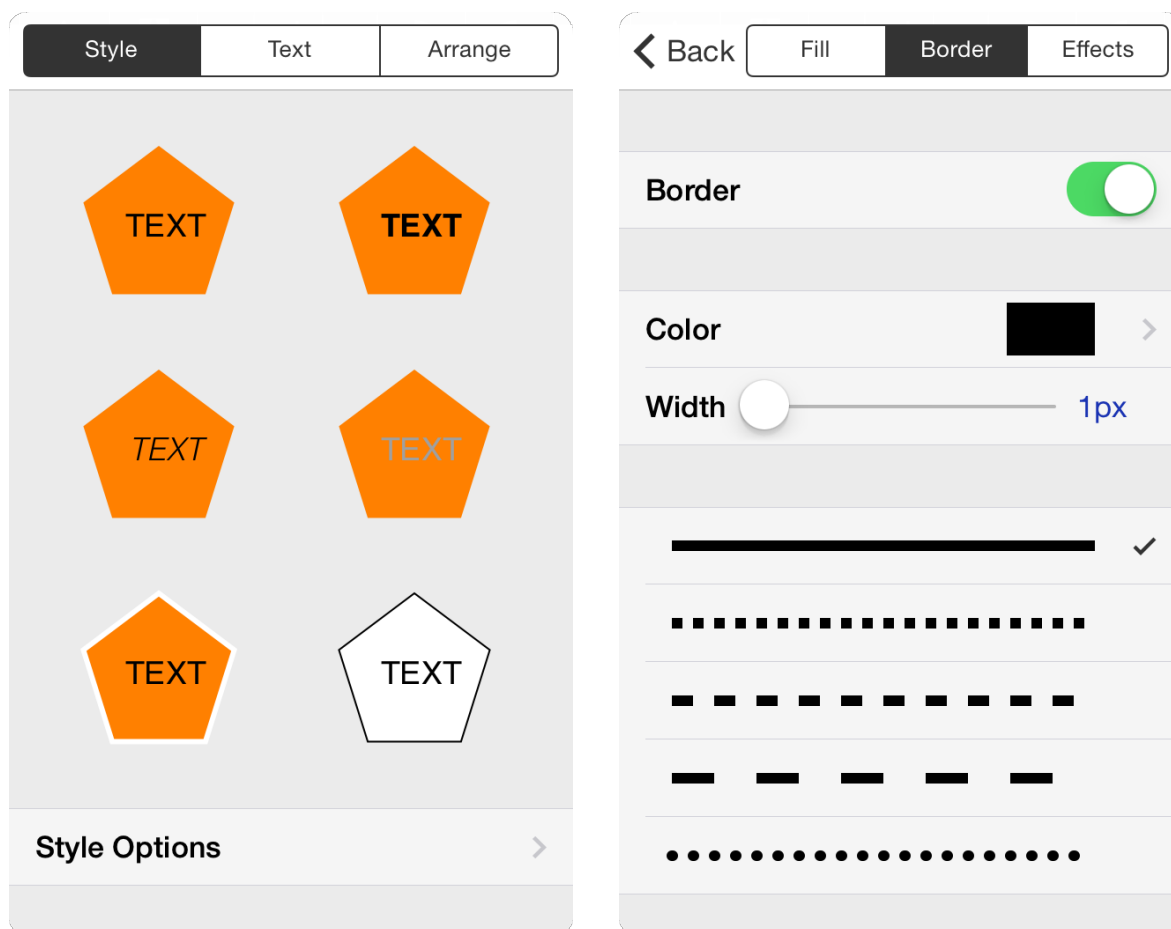 Style Text Arrange
TEXT TEXT
TEXT TEXT
TEXT TEXT
Style Options
Back Fill Border Effects
Border
Color
Width 1px